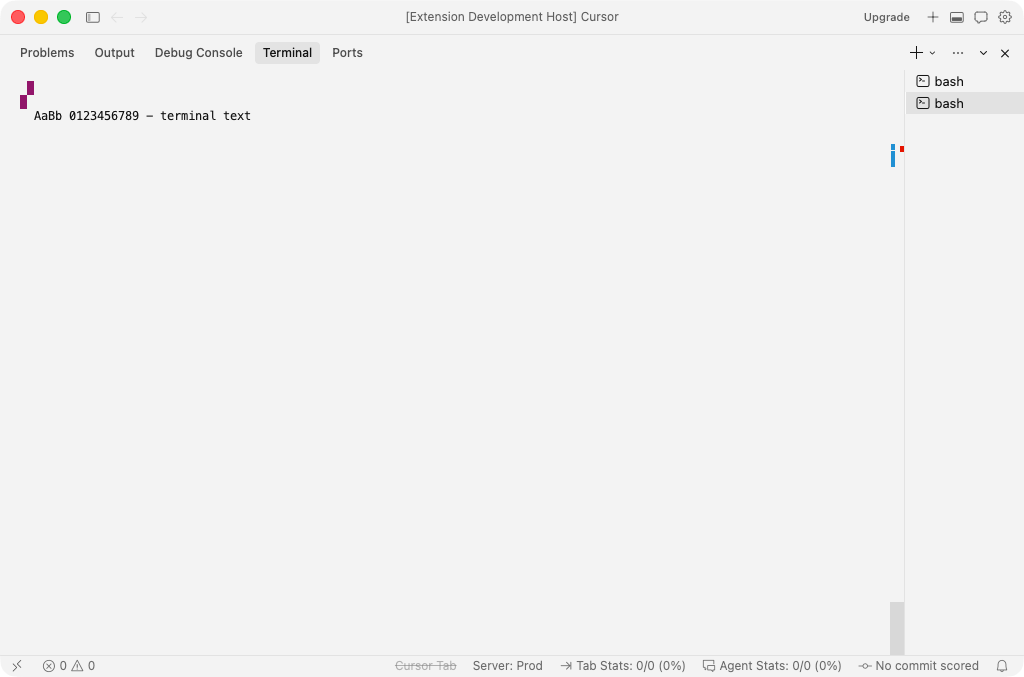 [Extension Development Host] Cursor
Upgrade
Problems Output Debug Console Terminal Ports
bash
bash
AaBb 0123456789 — terminal text
0 0 Cursor Tab Server: Prod Tab Stats: 0/0 (0%) Agent Stats: 0/0 (0%) No commit scored